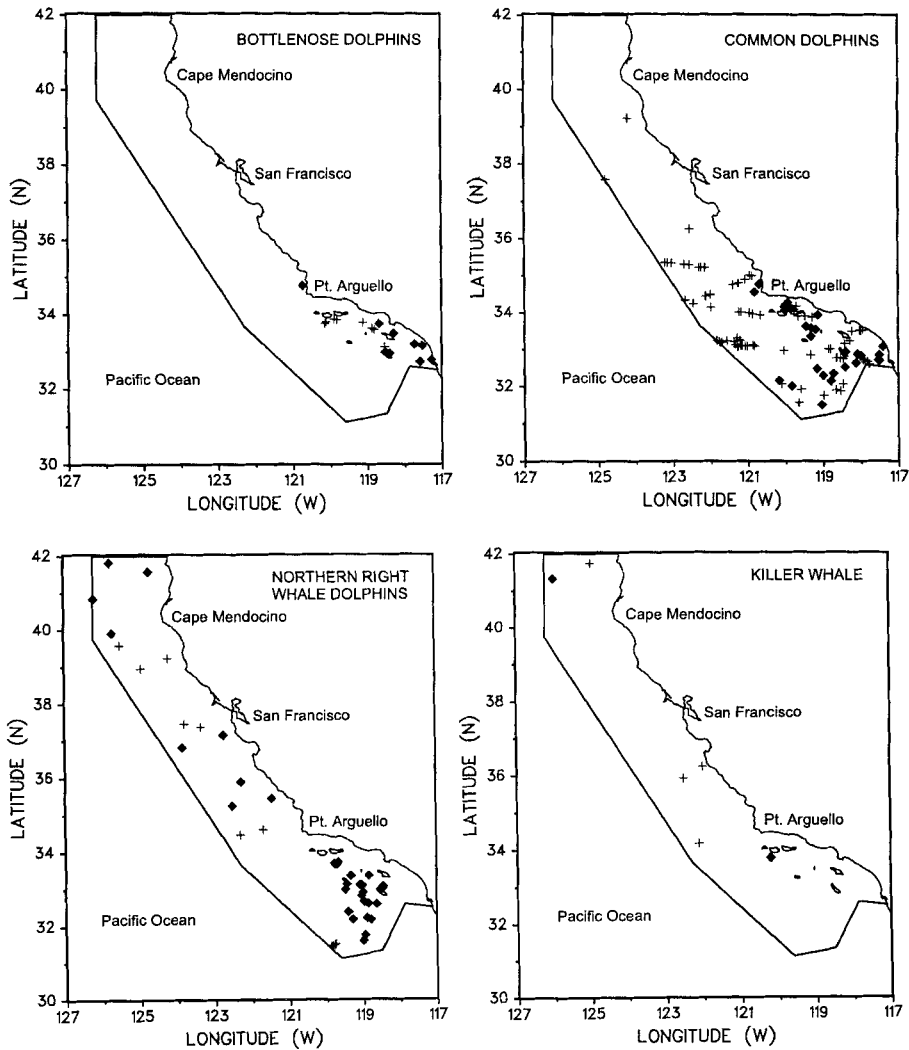 BOTTLENOSE DOLPHINS
Cape Mendocino
San Francisco
Pt. Arguello
Pacific Ocean
LATITUDE (N)
42
40
38
36
34
32
30
127
125
123
121
119
117
LONGITUDE (W)
COMMON DOLPHINS
Cape Mendocino
San Francisco
Pt. Arguello
Pacific Ocean
LATITUDE (N)
42
40
38
36
34
32
30
127
125
123
121
119
117
LONGITUDE (W)
NORTHERN RIGHT
WHALE DOLPHINS
Cape Mendocino
San Francisco
Pt. Arguello
Pacific Ocean
LATITUDE (N)
42
40
38
36
34
32
30
127
125
123
121
119
117
LONGITUDE (W)
KILLER WHALE
Cape Mendocino
San Francisco
Pt. Arguello
Pacific Ocean
LATITUDE (N)
42
40
38
36
34
32
30
127
125
123
121
119
117
LONGITUDE (W)